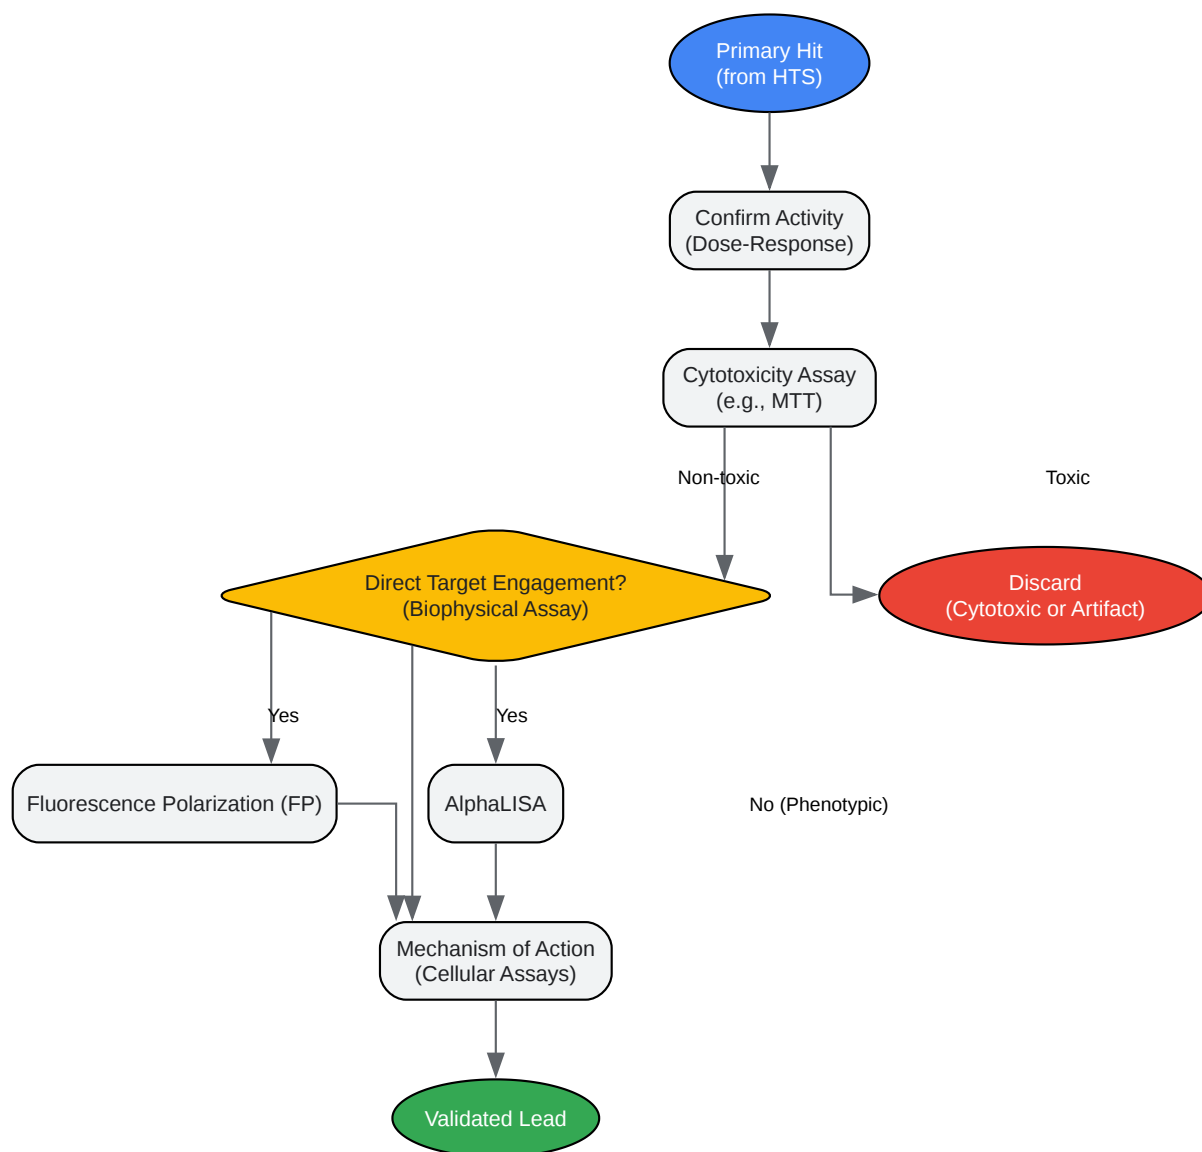 Primary Hit
(from HTS)
Confirm Activity
(Dose-Response)
Cytotoxicity Assay
(e.g., MTT)
Non-toxic
Toxic
Direct Target Engagement?
(Biophysical Assay)
Discard
(Cytotoxic or Artifact)
Yes
Yes
Fluorescence Polarization (FP)
AlphaLISA
No (Phenotypic)
Mechanism of Action
(Cellular Assays)
Validated Lead